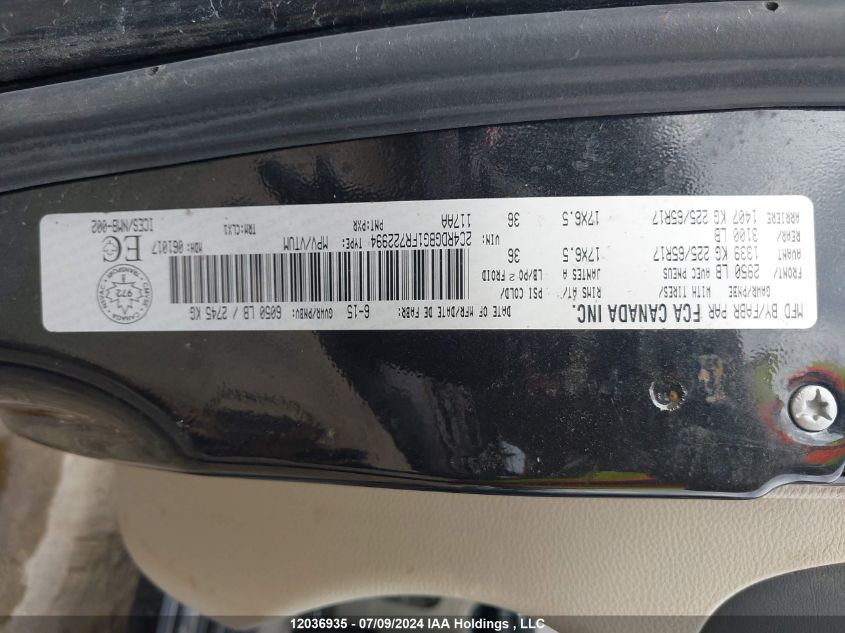 MFD BY/FABR PAR FCA CANADA INC.
DATE OF MFR/DATE DE FABR: 6-15
GVWR/PNBV: 6050 LB / 2745 KG
GAWR/PNBE WITH TIRES/ RIMS AT/ PSI COLD/
FRONT/ 2950 LB AVEC PNEUS JANTES A LB/PO² FROID
AVANT 1339 KG 225/65R17 17X6.5 36
REAR/ 3100 LB
ARRIERE 1407 KG 225/65R17 17X6.5 36
VIN: 2C4RDGBG1FR722994 TYPE: MPV/VTUM MDH: 061017
117AA PNT:PXR TRM:CLX1
ICES/NMB-002
CANADA
TRANSPORT
972
12036935 - 07/09/2024 IAA Holdings , LLC